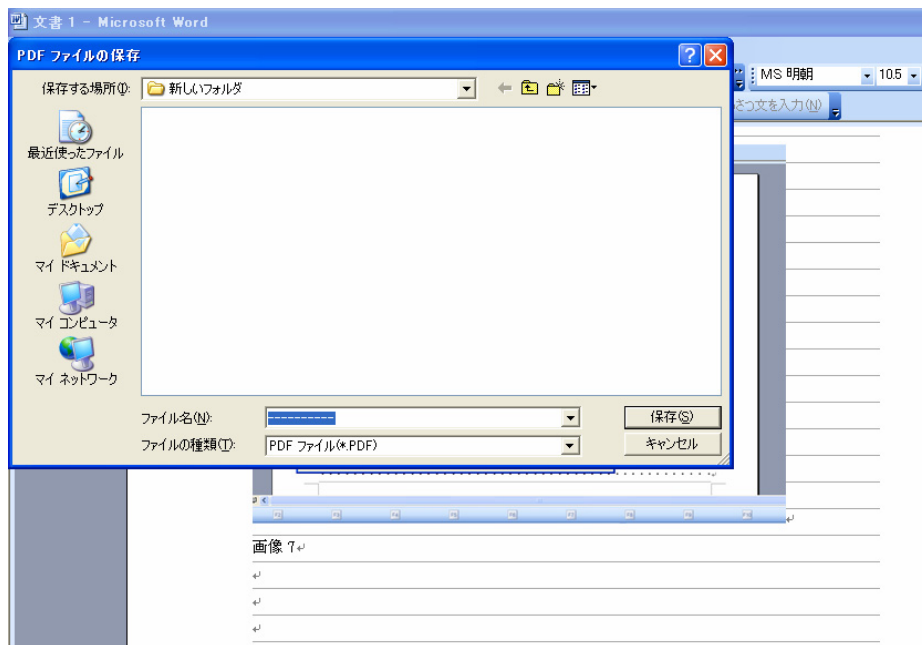 文書 1 - Microsoft Word
PDF ファイルの保存
保存する場所(I):
新しいフォルダ
MS 明朝
10.5
さつ文を入力(N)
最近使ったファイル
デスクトップ
マイ ドキュメント
マイ コンピュータ
マイ ネットワーク
ファイル名(N):
----------
保存(S)
ファイルの種類(T):
PDF ファイル(*.PDF)
キャンセル
画像 7